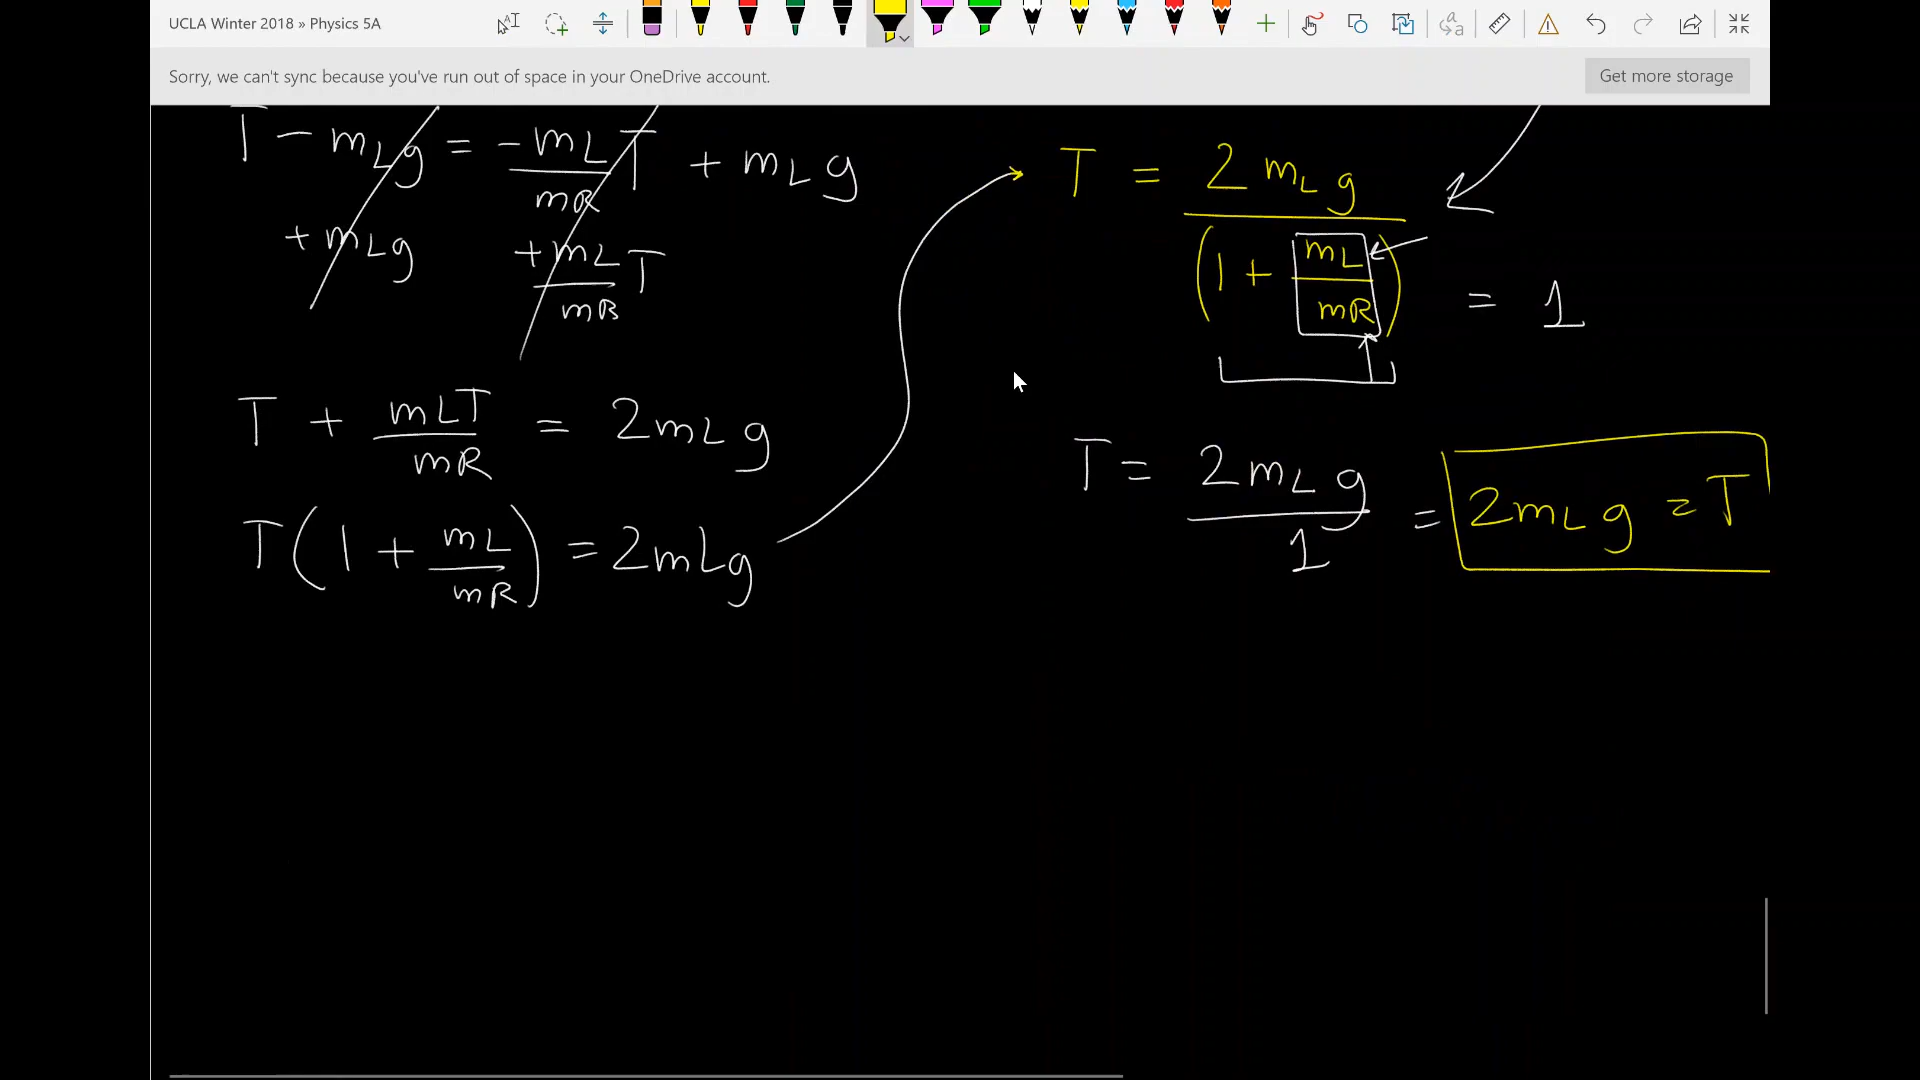 UCLA Winter 2018 » Physics 5A
Sorry, we can't sync because you've run out of space in your OneDrive account.
Get more storage
T - mLg = -mL/mR T + mLg
+ mLg + mL/mR T
T + mLT/mR = 2mLg
T(1 + mL/mR) = 2mLg
T = 2mLg/(1 + mL/mR)
= 1
T = 2mLg/1 = 2mLg = T